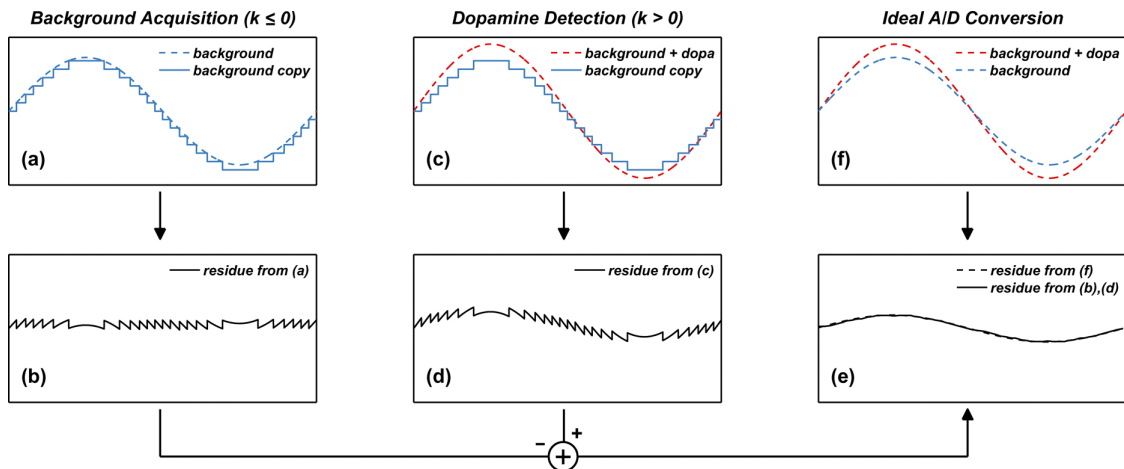 Background Acquisition (k ≤ 0)
background
background copy
(a)
residue from (a)
(b)
Dopamine Detection (k > 0)
background + dopa
background copy
(c)
residue from (c)
(d)
Ideal A/D Conversion
background + dopa
background
(f)
residue from (f)
residue from (b),(d)
(e)
− +
+